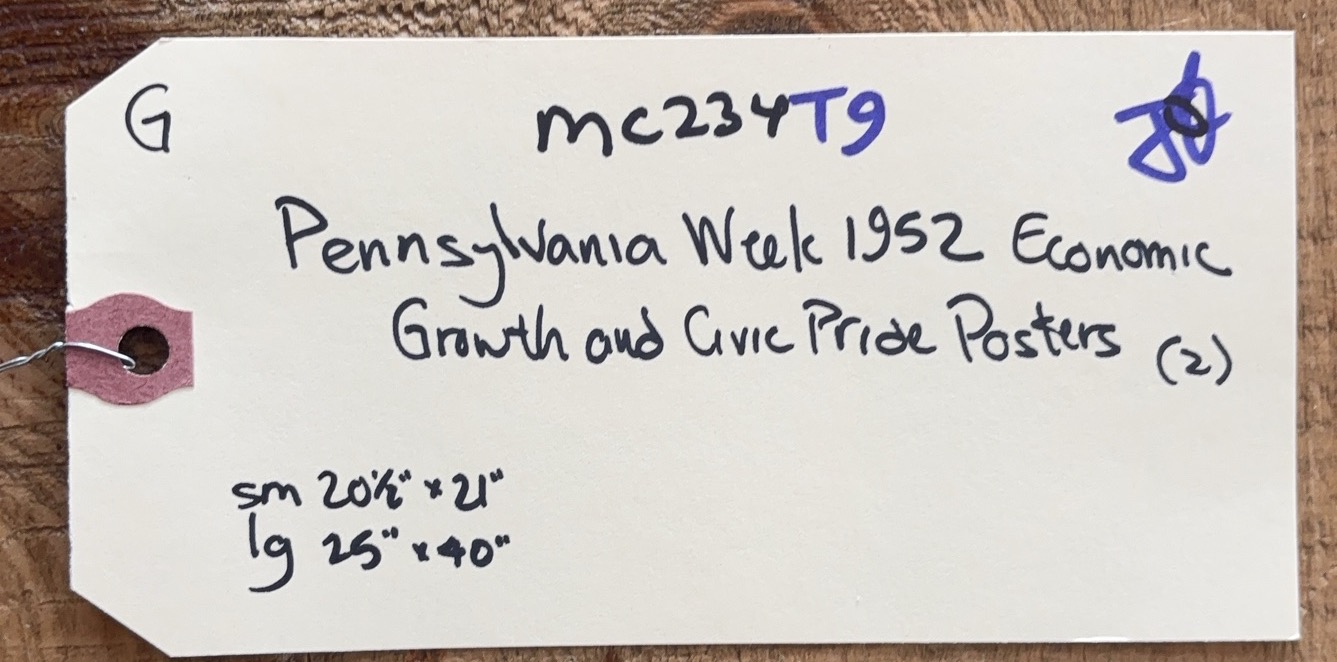 G
mc234T9
Pennsylvania Week 1952 Economic
Growth and Civic Pride Posters (2)
sm 20½" x 21"
lg 25" x 40"